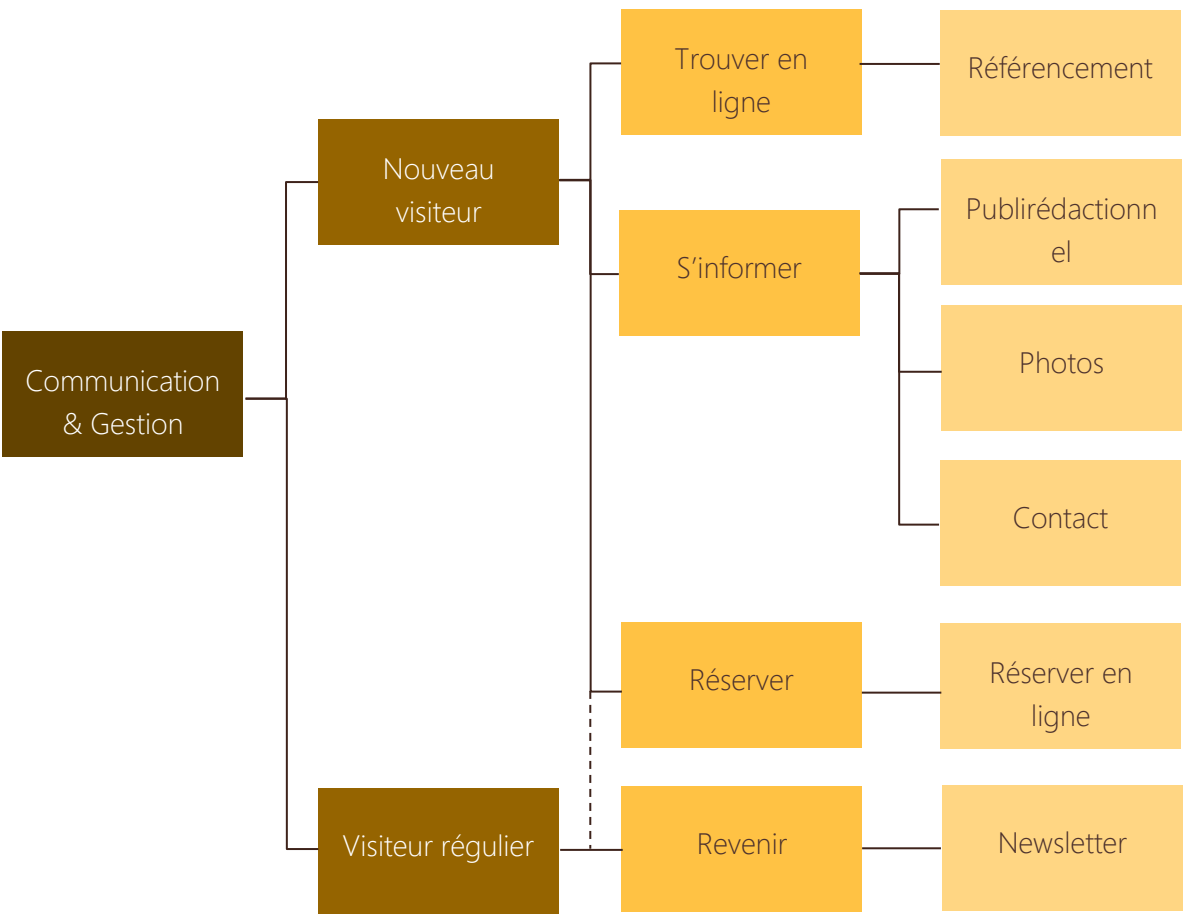 Trouver en
ligne
Référencement
Nouveau
visiteur
Publirédactionn
el
S'informer
Photos
Communication
& Gestion
Contact
Réserver
Réserver en
ligne
Visiteur régulier
Revenir
Newsletter